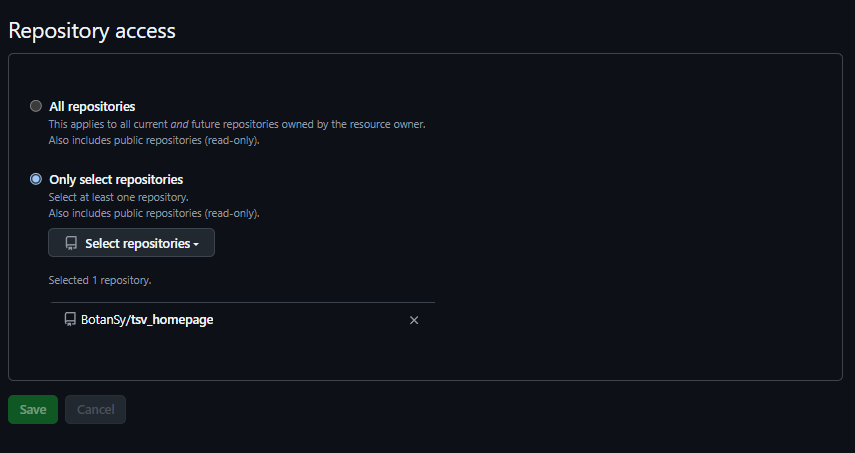 Repository access
All repositories
This applies to all current and future repositories owned by the resource owner.
Also includes public repositories (read-only).
Only select repositories
Select at least one repository.
Also includes public repositories (read-only).
Select repositories
Selected 1 repository.
BotanSy/tsv_homepage
Save Cancel